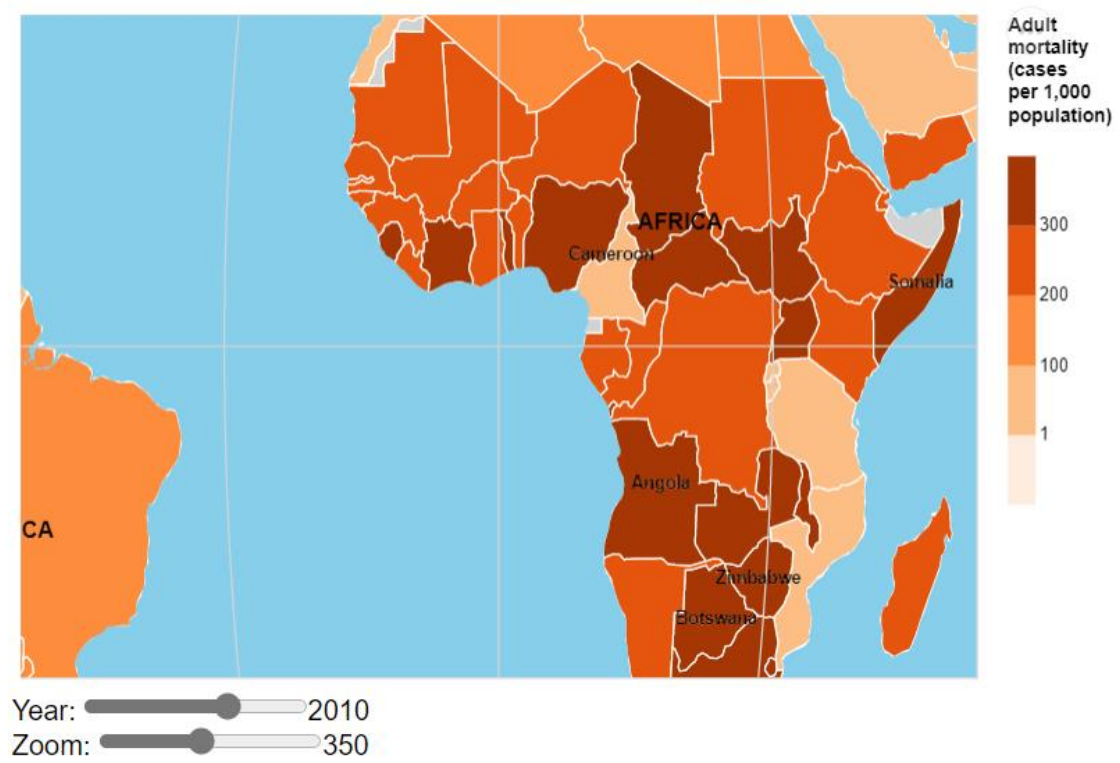 Adult
mortality
(cases
per 1,000
population)
AFRICA
Cameroon
300
Somalia
200
100
1
Angola
CA
Zimbabwe
Botswana
Year: 2010
Zoom: 350